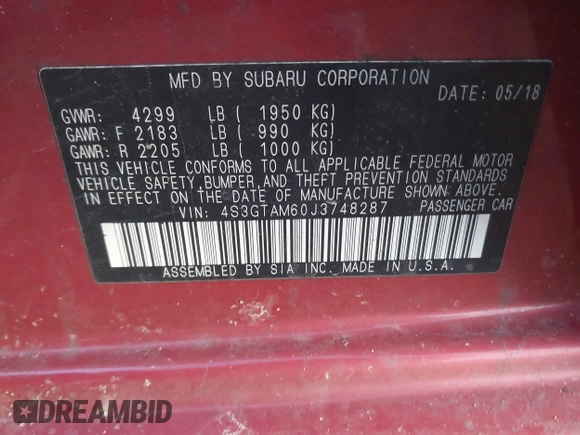 MFD BY SUBARU CORPORATION
DATE: 05/18
GVWR: 4299 LB ( 1950 KG)
GAWR: F 2183 LB ( 990 KG)
GAWR: R 2205 LB ( 1000 KG)
THIS VEHICLE CONFORMS TO ALL APPLICABLE FEDERAL MOTOR
VEHICLE SAFETY, BUMPER, AND THEFT PREVENTION STANDARDS
IN EFFECT ON THE DATE OF MANUFACTURE SHOWN ABOVE.
VIN: 4S3GTAM60J3748287 PASSENGER CAR
ASSEMBLED BY SIA INC. MADE IN U.S.A.
DREAMBID